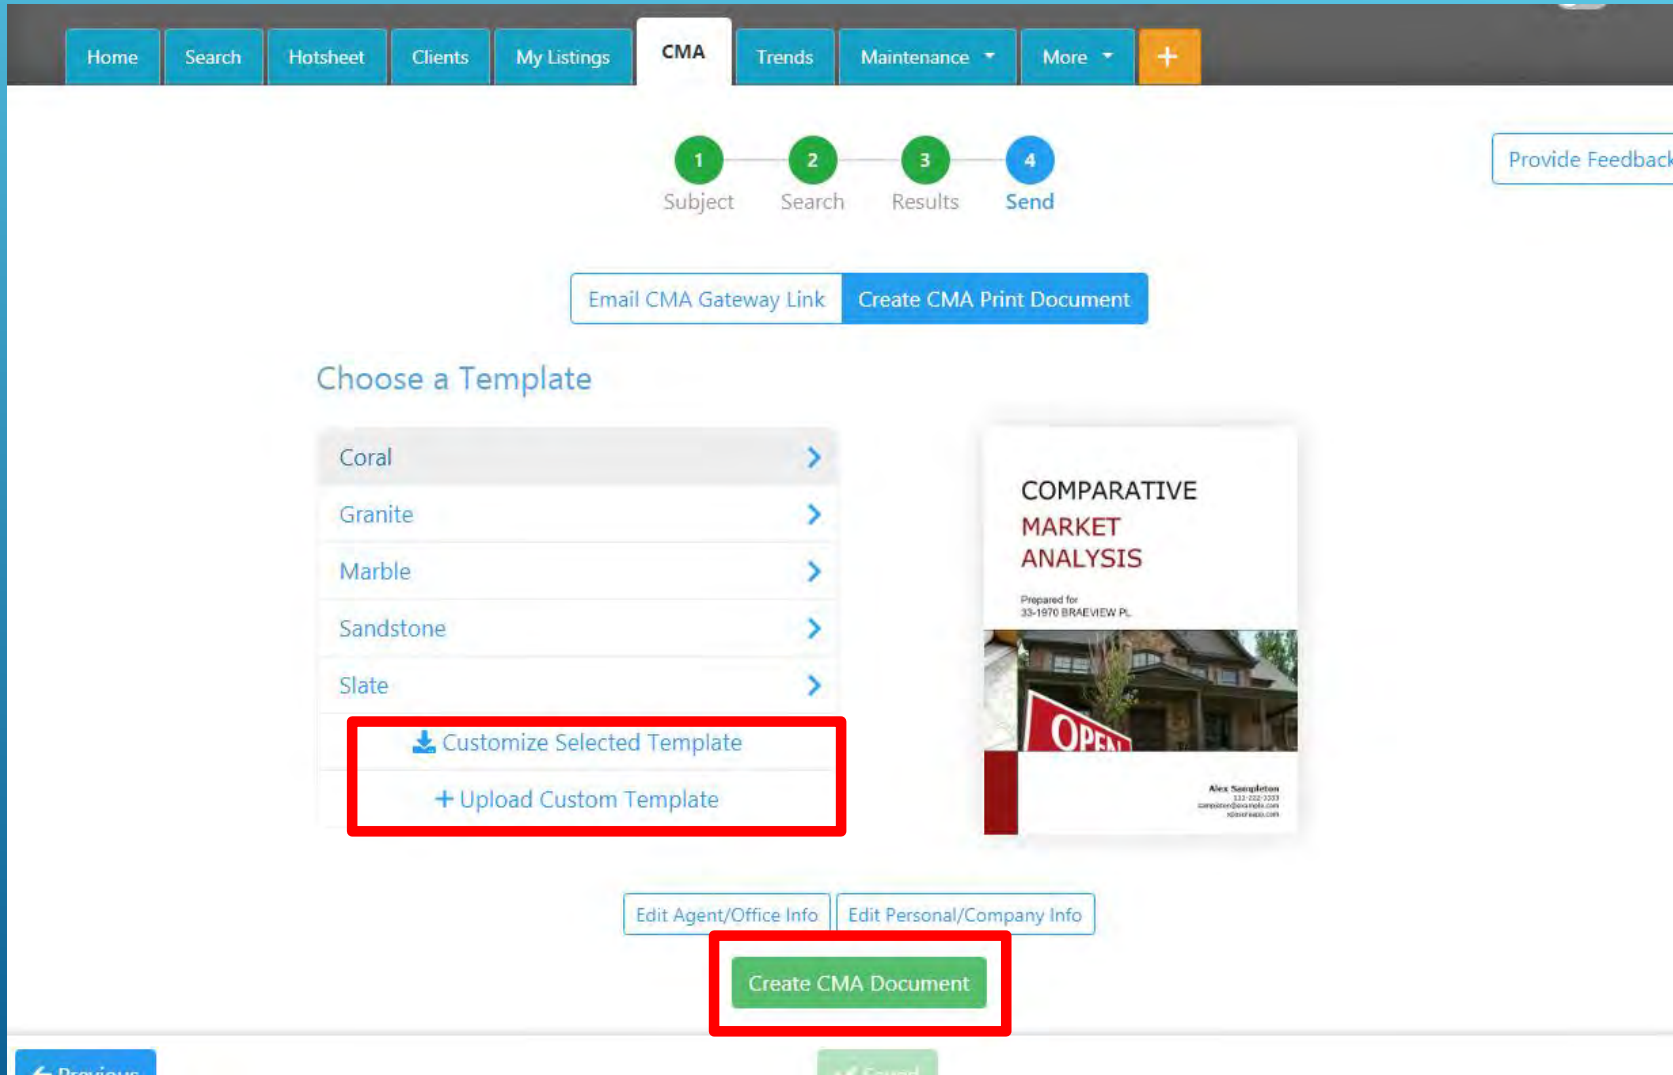 Home Search Hotsheet Clients My Listings CMA Trends Maintenance More +
1 2 3 4
Subject Search Results Send
Provide Feedback
Email CMA Gateway Link Create CMA Print Document
Choose a Template
Coral
Granite
Marble
Sandstone
Slate
Customize Selected Template
+ Upload Custom Template
COMPARATIVE
MARKET
ANALYSIS
Prepared for
33-1970 BRAEVIEW PL
OPEN
Alex Sampleton
Edit Agent/Office Info Edit Personal/Company Info
Create CMA Document
Previous Saved